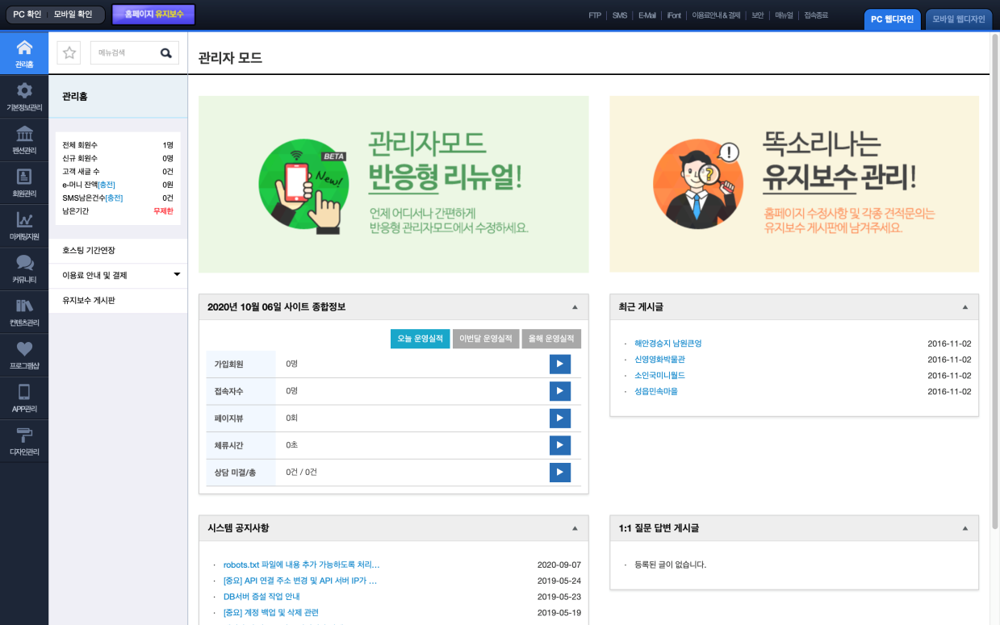 PC 확인 모바일 확인
홈페이지 유지보수
FTP SMS E-Mail iFont 이용료안내&결제 보안 매뉴얼 접속종료
PC 웹디자인
모바일 웹디자인
관리홈
기본정보관리
펜션관리
회원관리
마케팅지원
커뮤니티
컨텐츠관리
프로그램샵
APP관리
디자인관리
메뉴검색
관리홈
전체 회원수 1명
신규 회원수 0명
고객 새글 수 0건
e-머니 잔액[충전] 0원
SMS남은건수[충전] 0건
남은기간 무제한
호스팅 기간연장
이용료 안내 및 결제
유지보수 게시판
관리자 모드
BETA
New!
관리자모드
반응형 리뉴얼!
언제 어디서나 간편하게
반응형 관리자모드에서 수정하세요.
똑소리나는
유지보수 관리!
홈페이지 수정사항 및 각종 견적문의는
유지보수 게시판에 남겨주세요.
2020년 10월 06일 사이트 종합정보
오늘 운영실적 이번달 운영실적 올해 운영실적
가입회원 0명
접속자수 0명
페이지뷰 0회
체류시간 0초
상담 미결/총 0건 / 0건
최근 게시글
· 해안경승지 남원큰엉 2016-11-02
· 신영영화박물관 2016-11-02
· 소인국미니월드 2016-11-02
· 성읍민속마을 2016-11-02
시스템 공지사항
· robots.txt 파일에 내용 추가 가능하도록 처리... 2020-09-07
· [중요] API 연결 주소 변경 및 API 서버 IP가 ... 2019-05-24
· DB서버 증설 작업 안내 2019-05-23
· [중요] 계정 백업 및 삭제 관련 2019-05-19
1:1 질문 답변 게시글
· 등록된 글이 없습니다.